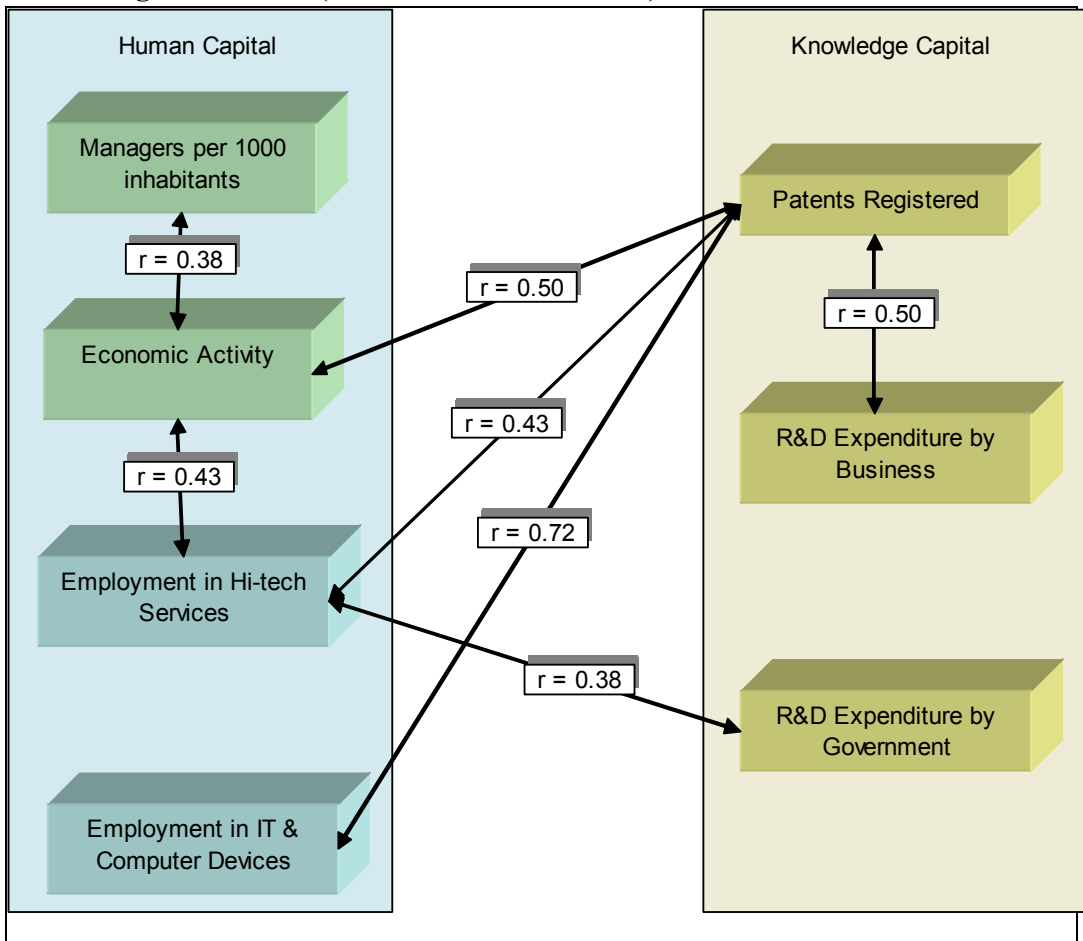 Human Capital
Knowledge Capital
Managers per 1000
inhabitants
Patents Registered
r = 0.38
r = 0.50
r = 0.50
Economic Activity
r = 0.43
R&D Expenditure by
Business
r = 0.43
r = 0.72
Employment in Hi-tech
Services
r = 0.38
R&D Expenditure by
Government
Employment in IT &
Computer Devices